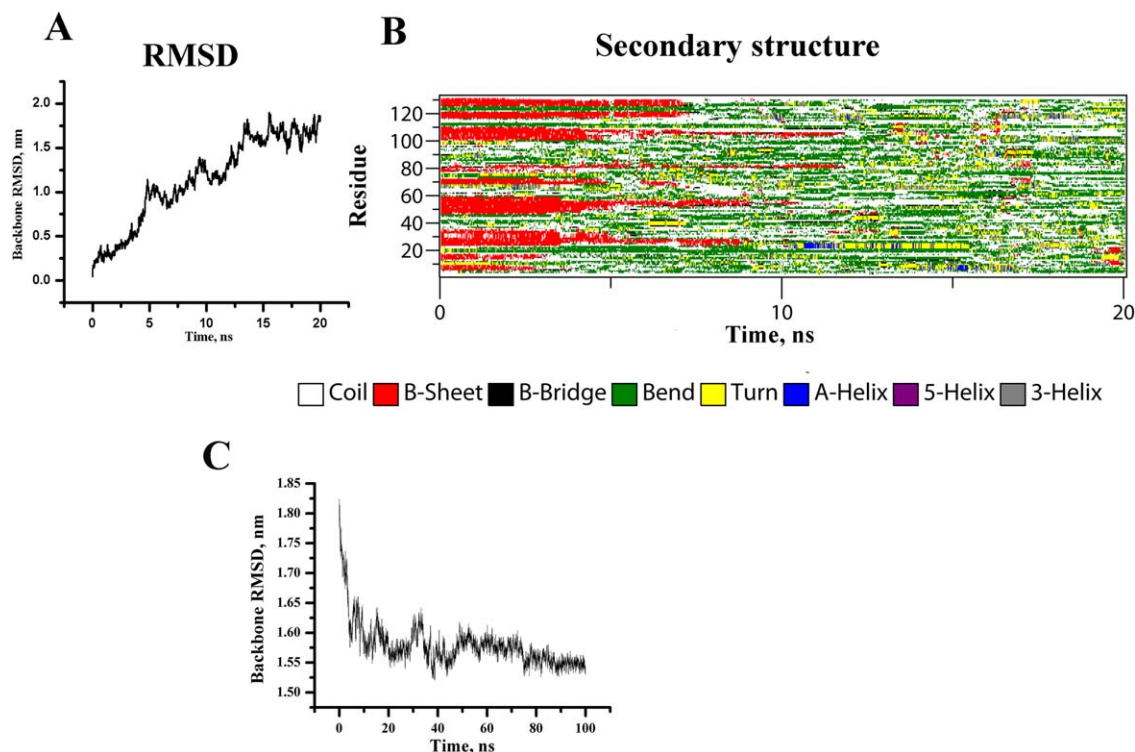 A
RMSD
Backbone RMSD, nm
2.0
1.5
1.0
0.5
0.0
0 5 10 15 20
Time, ns
B
Secondary structure
Residue
120
100
80
60
40
20
0 10 20
Time, ns
Coil B-Sheet B-Bridge Bend Turn A-Helix 5-Helix 3-Helix
C
Backbone RMSD, nm
1.85
1.80
1.75
1.70
1.65
1.60
1.55
1.50
0 20 40 60 80 100
Time, ns